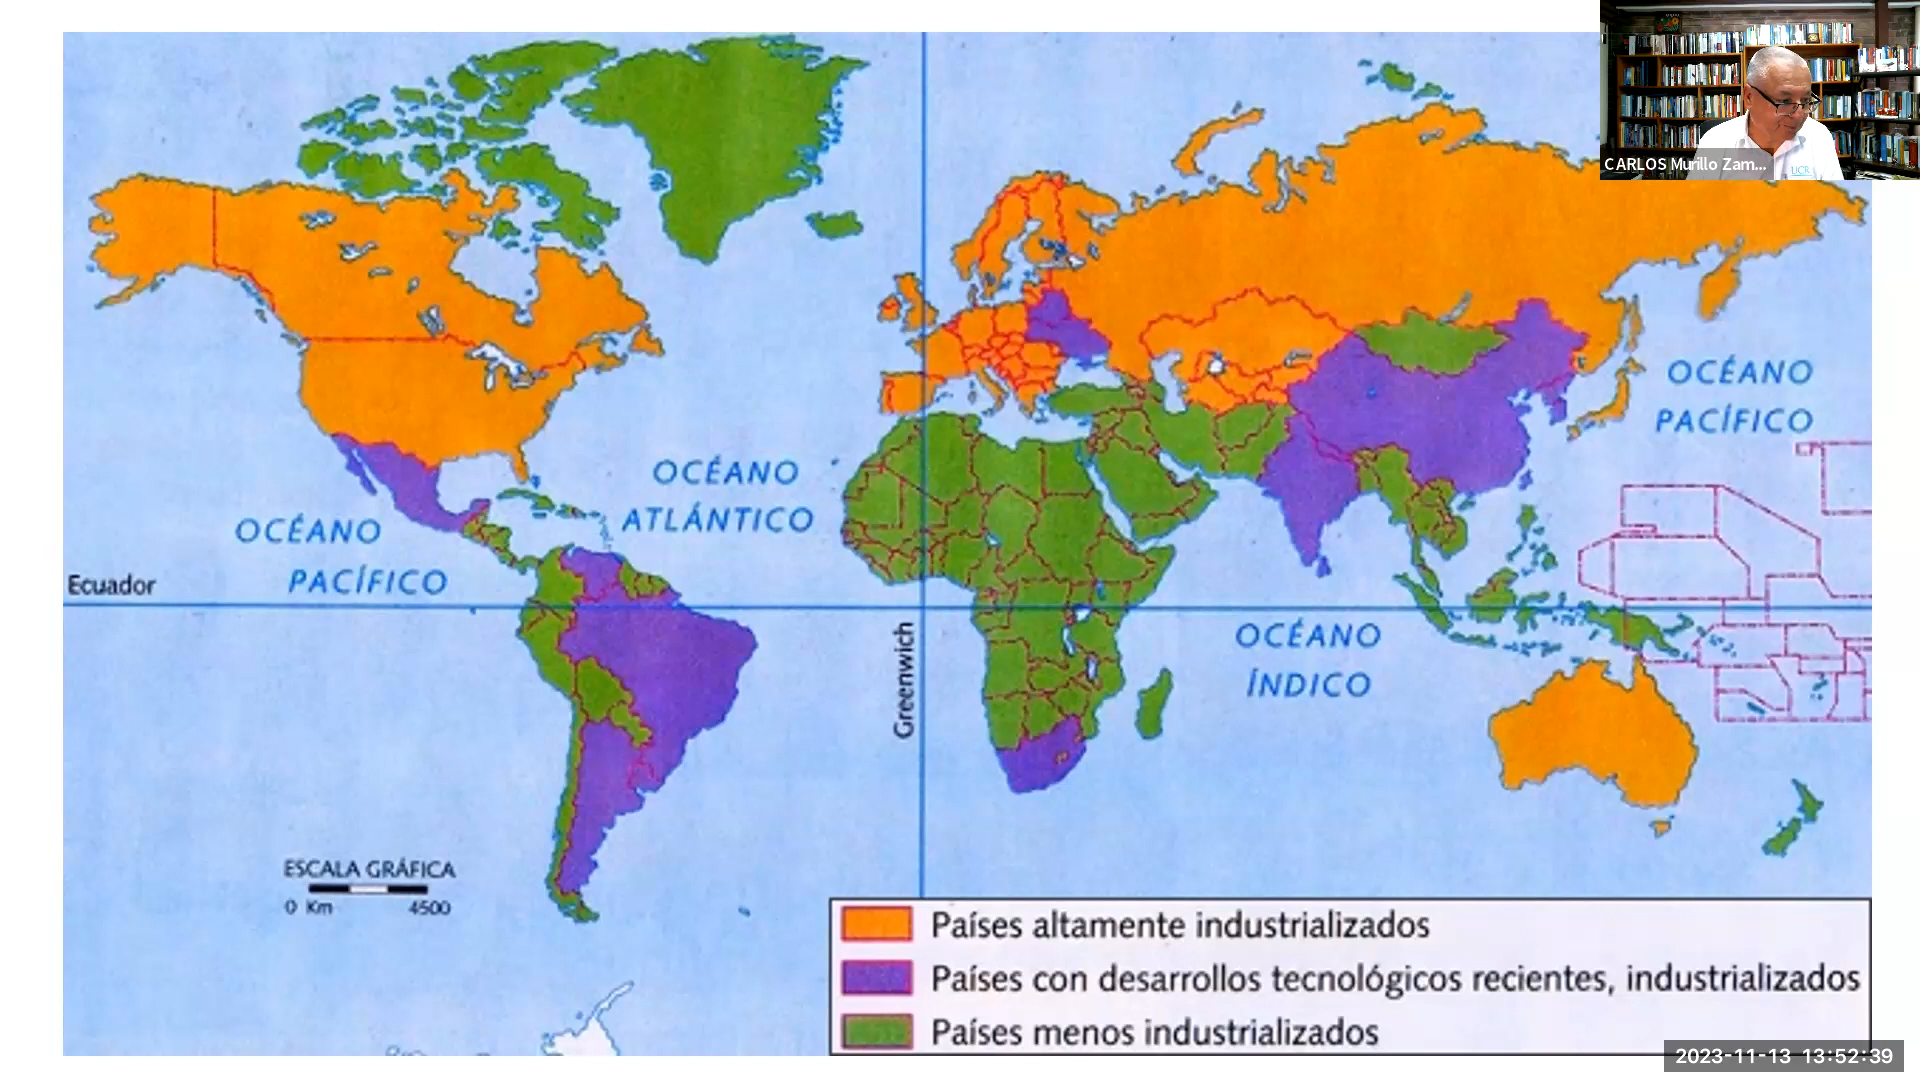 CARLOS Murillo Zam...
UCR
OCÉANO
PACÍFICO
OCÉANO
ATLÁNTICO
OCÉANO
PACÍFICO
Ecuador
OCÉANO
ÍNDICO
Greenwich
ESCALA GRÁFICA
0 Km 4500
Países altamente industrializados
Países con desarrollos tecnológicos recientes, industrializados
Países menos industrializados
2023-11-13 13:52:39